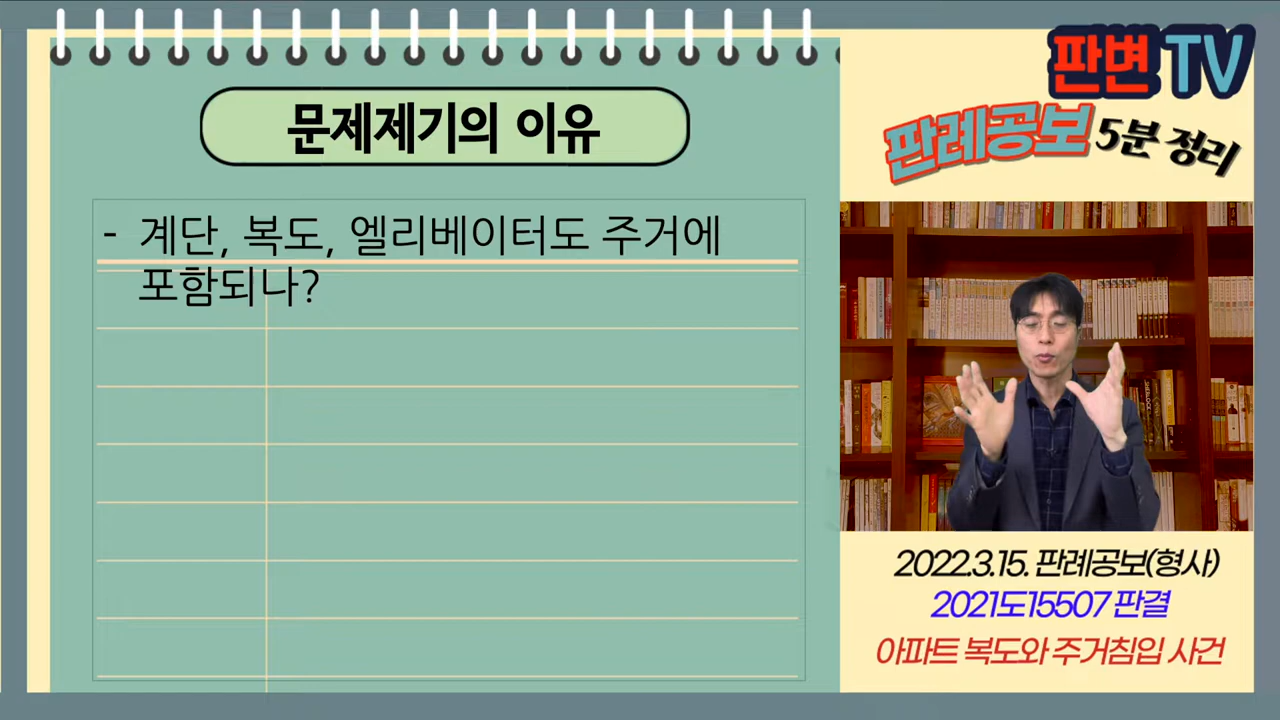 문제제기의 이유
- 계단, 복도, 엘리베이터도 주거에
포함되나?
판변 TV
판례공보 5분 정리
2022.3.15. 판례공보(형사)
2021도15507 판결
아파트 복도와 주거침입 사건